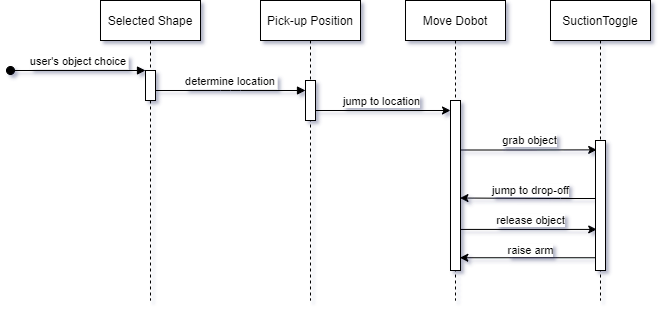 Selected Shape
Pick-up Position
Move Dobot
SuctionToggle
user's object choice
determine location
jump to location
grab object
jump to drop-off
release object
raise arm